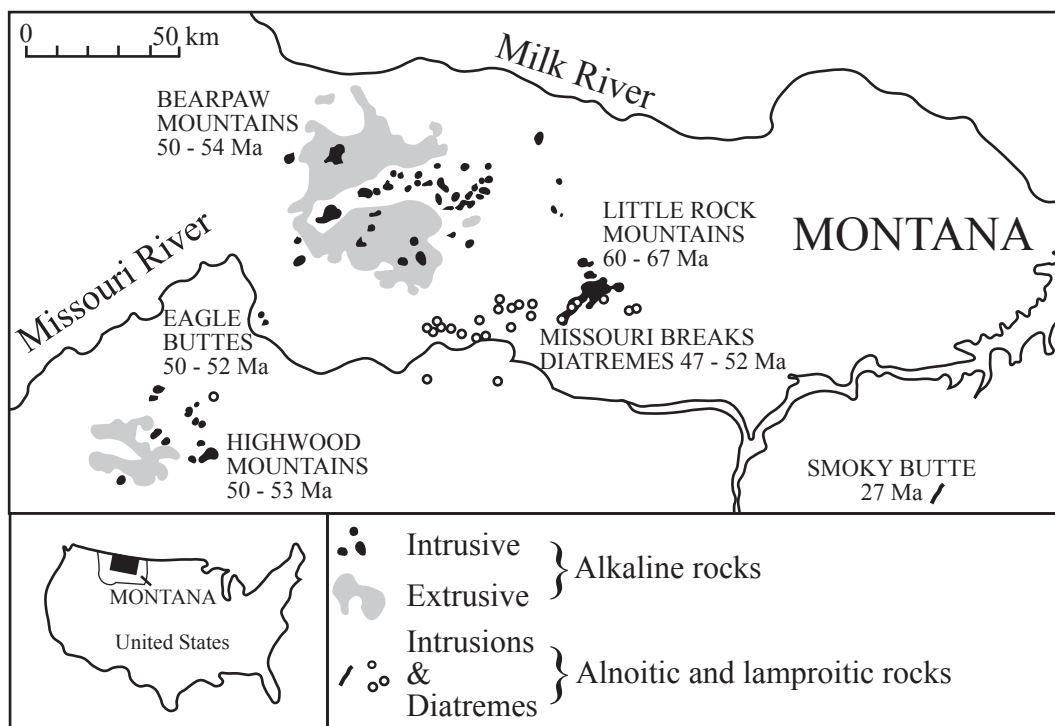 0
50 km
Milk River
BEARPAW
MOUNTAINS
50 - 54 Ma
LITTLE ROCK
MOUNTAINS
60 - 67 Ma
MONTANA
Missouri River
EAGLE
BUTTES
50 - 52 Ma
MISSOURI BREAKS
DIATREMES 47 - 52 Ma
HIGHWOOD
MOUNTAINS
50 - 53 Ma
SMOKY BUTTE
27 Ma
MONTANA
United States
Intrusive
Extrusive
Alkaline rocks
Intrusions
&
Diatremes
Alnoitic and lamproitic rocks